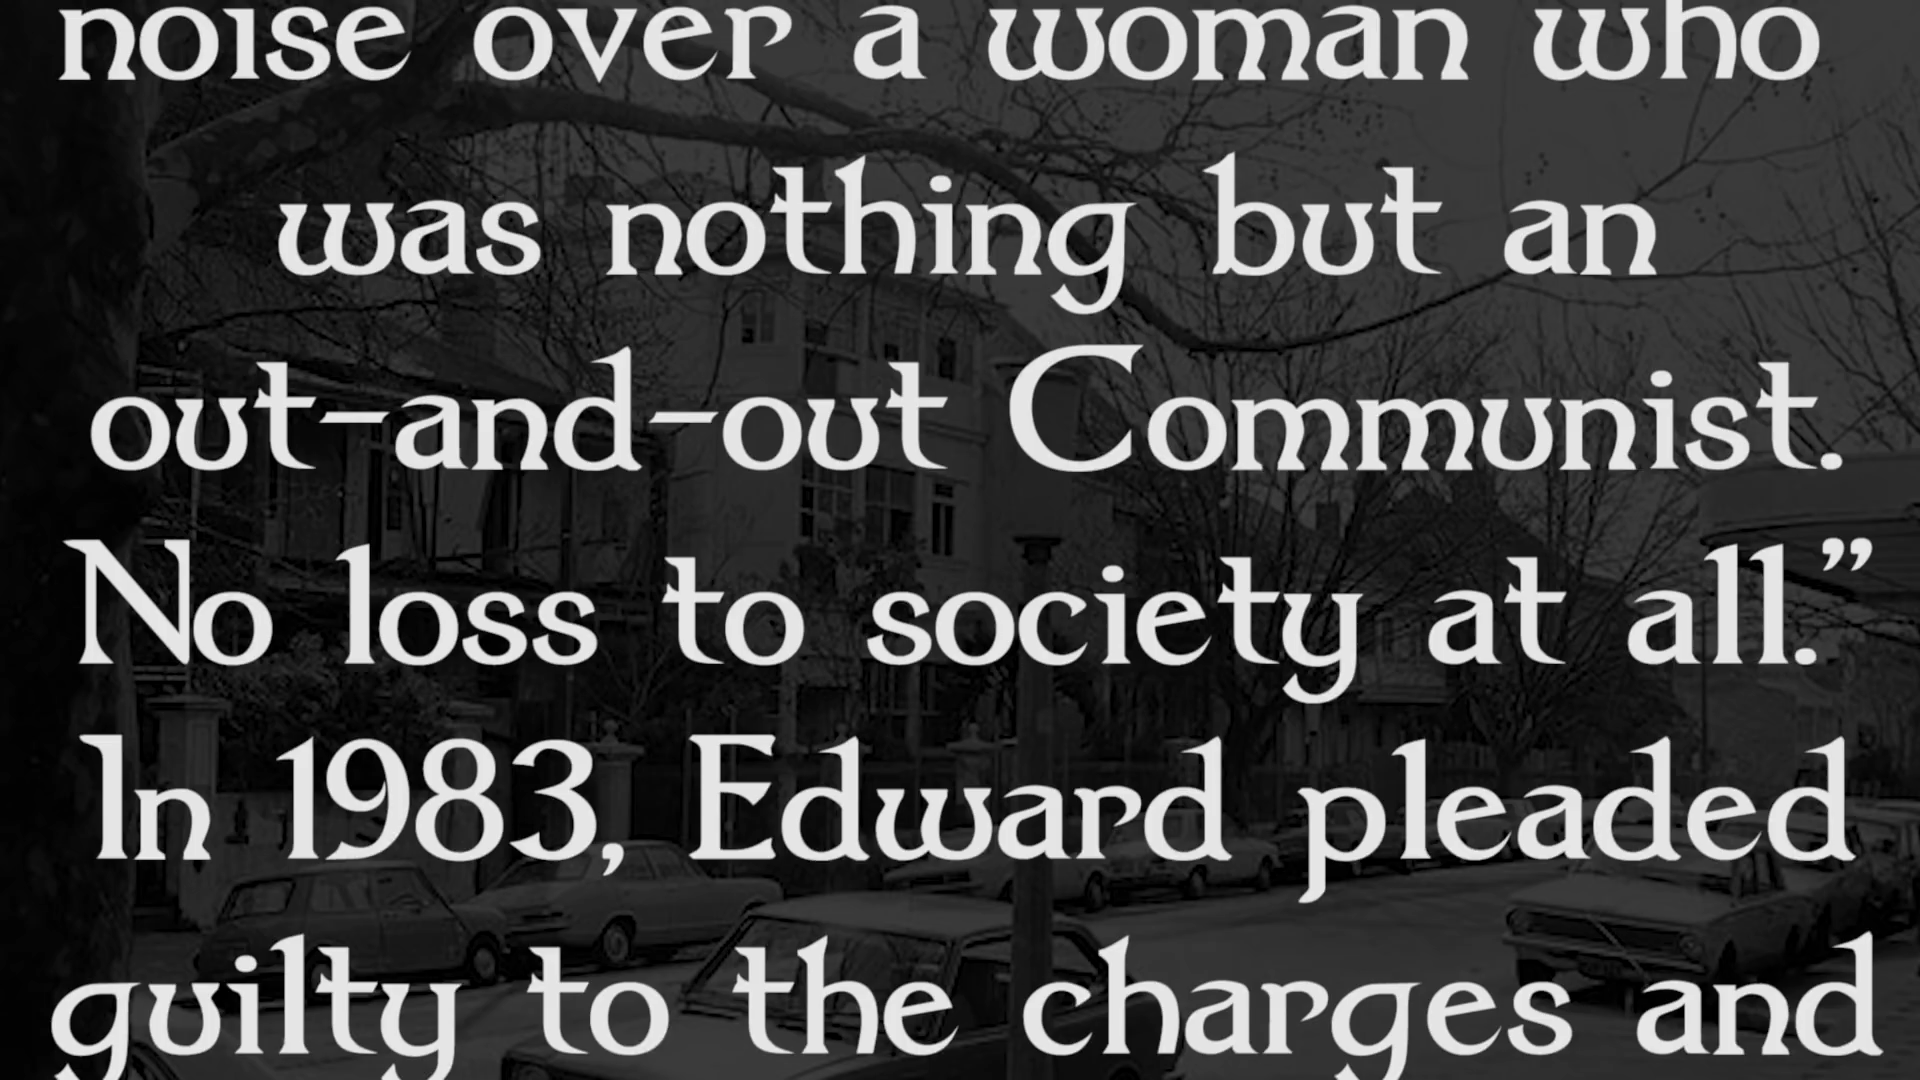 noise over a woman who
was nothing but an
out-and-out Communist.
No loss to society at all.”
In 1983, Edward pleaded
guilty to the charges and